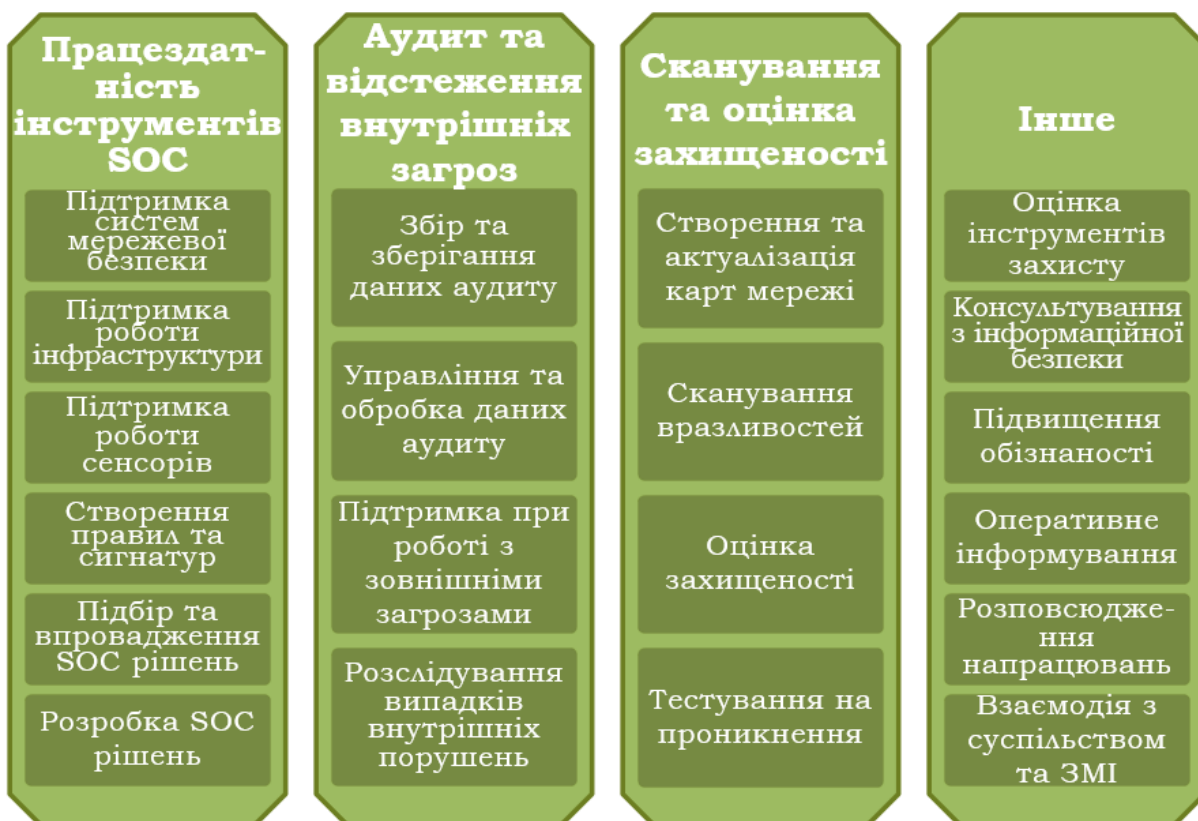 Працездат-
ність
інструментів
SOC
Підтримка
систем
мережевої
безпеки
Підтримка
роботи
інфраструктури
Підтримка
роботи
сенсорів
Створення
правил та
сигнатур
Підбір та
впровадження
SOC рішень
Розробка SOC
рішень
Аудит та
відстеження
внутрішніх
загроз
Збір та
зберігання
даних аудиту
Управління та
обробка даних
аудиту
Підтримка при
роботі з
зовнішніми
загрозами
Розслідування
випадків
внутрішніх
порушень
Сканування
та оцінка
захищеності
Створення та
актуалізація
карт мережі
Сканування
вразливостей
Оцінка
захищеності
Тестування на
проникнення
Інше
Оцінка
інструментів
захисту
Консультування
з інформаційної
безпеки
Підвищення
обізнаності
Оперативне
інформування
Розповсюдже-
ення
напрацювань
Взаємодія з
суспільством
та ЗМІ